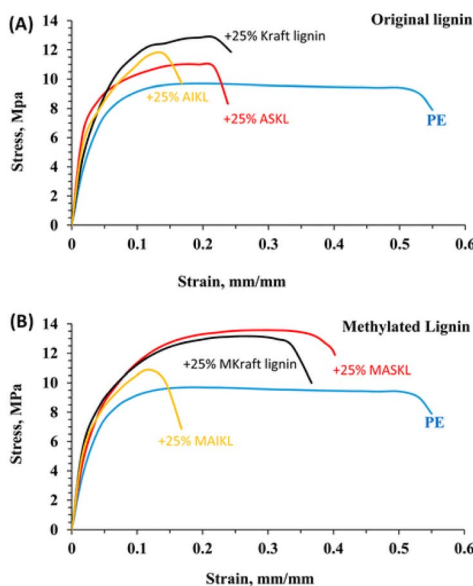 (A)
Original lignin
14
12
10
8
6
4
2
0
Stress, Mpa
+25% Kraft lignin
+25% AIKL
+25% ASKL
PE
0 0.1 0.2 0.3 0.4 0.5 0.6
Strain, mm/mm
(B)
Methylated Lignin
14
12
10
8
6
4
2
0
Stress, MPa
+25% MKraft lignin
+25% MASKL
+25% MAIKL
PE
0 0.1 0.2 0.3 0.4 0.5 0.6
Strain, mm/mm